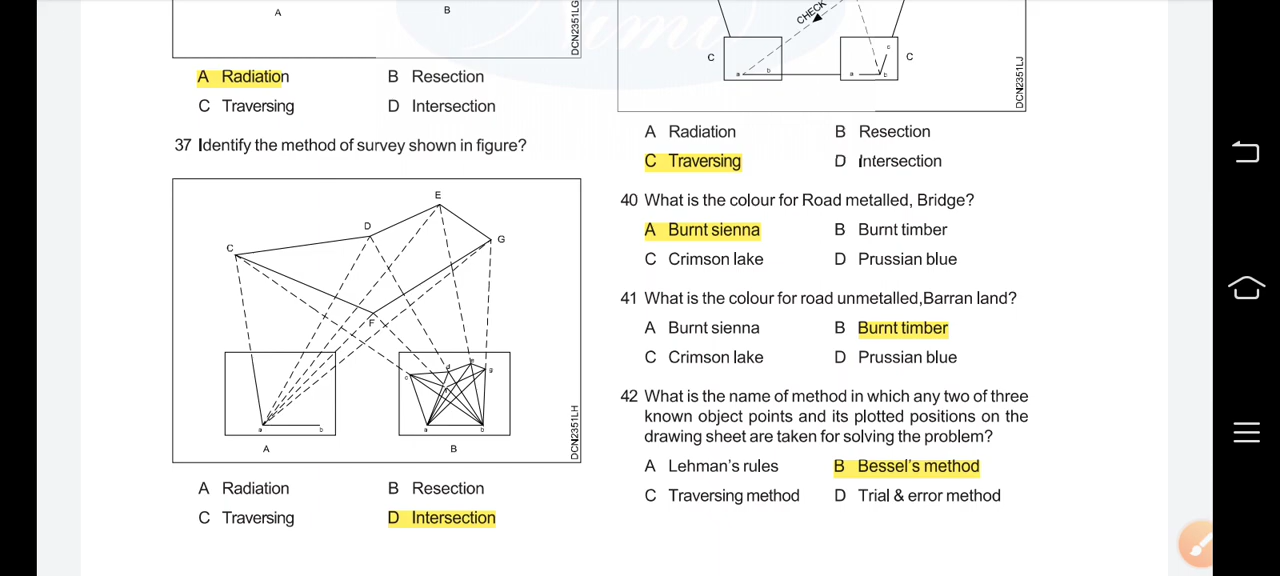 A
B
DCN2351LG
A Radiation
B Resection
C Traversing
D Intersection
37 Identify the method of survey shown in figure?
E
D
G
C
F
c
d
e
g
a
b
a
b
A
B
DCN2351LH
A Radiation
B Resection
C Traversing
D Intersection
CHECK
C
a
b
a
b
c
C
DCN2351LJ
A Radiation
B Resection
C Traversing
D Intersection
40 What is the colour for Road metalled, Bridge?
A Burnt sienna
B Burnt timber
C Crimson lake
D Prussian blue
41 What is the colour for road unmetalled,Barran land?
A Burnt sienna
B Burnt timber
C Crimson lake
D Prussian blue
42 What is the name of method in which any two of three
known object points and its plotted positions on the
drawing sheet are taken for solving the problem?
A Lehman's rules
B Bessel's method
C Traversing method
D Trial & error method